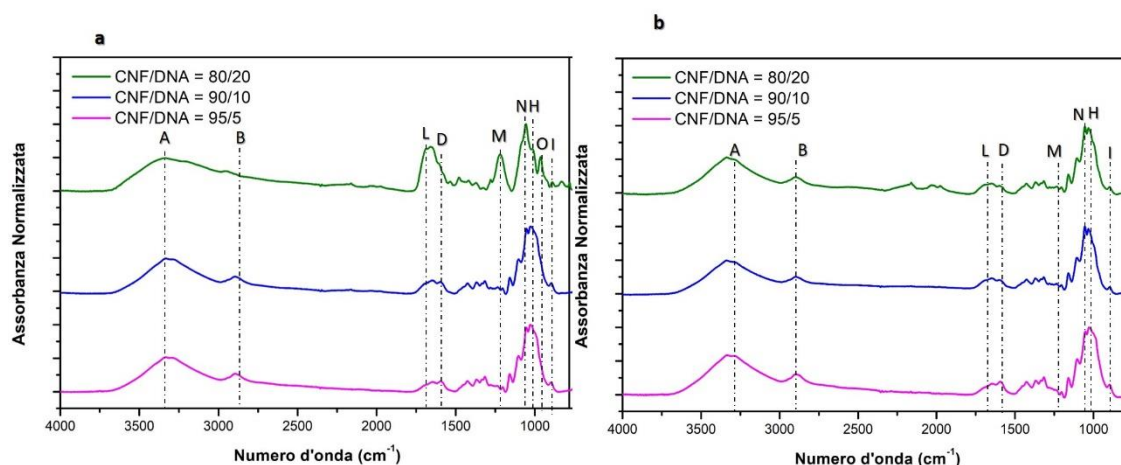 a
CNF/DNA = 80/20
CNF/DNA = 90/10
CNF/DNA = 95/5
A
B
L
D
M
N
H
O
I
Assorbanza Normalizzata
4000 3500 3000 2500 2000 1500 1000
Numero d'onda (cm⁻¹)
b
CNF/DNA = 80/20
CNF/DNA = 90/10
CNF/DNA = 95/5
A
B
L
D
M
N
H
I
Assorbanza Normalizzata
4000 3500 3000 2500 2000 1500 1000
Numero d'onda (cm⁻¹)